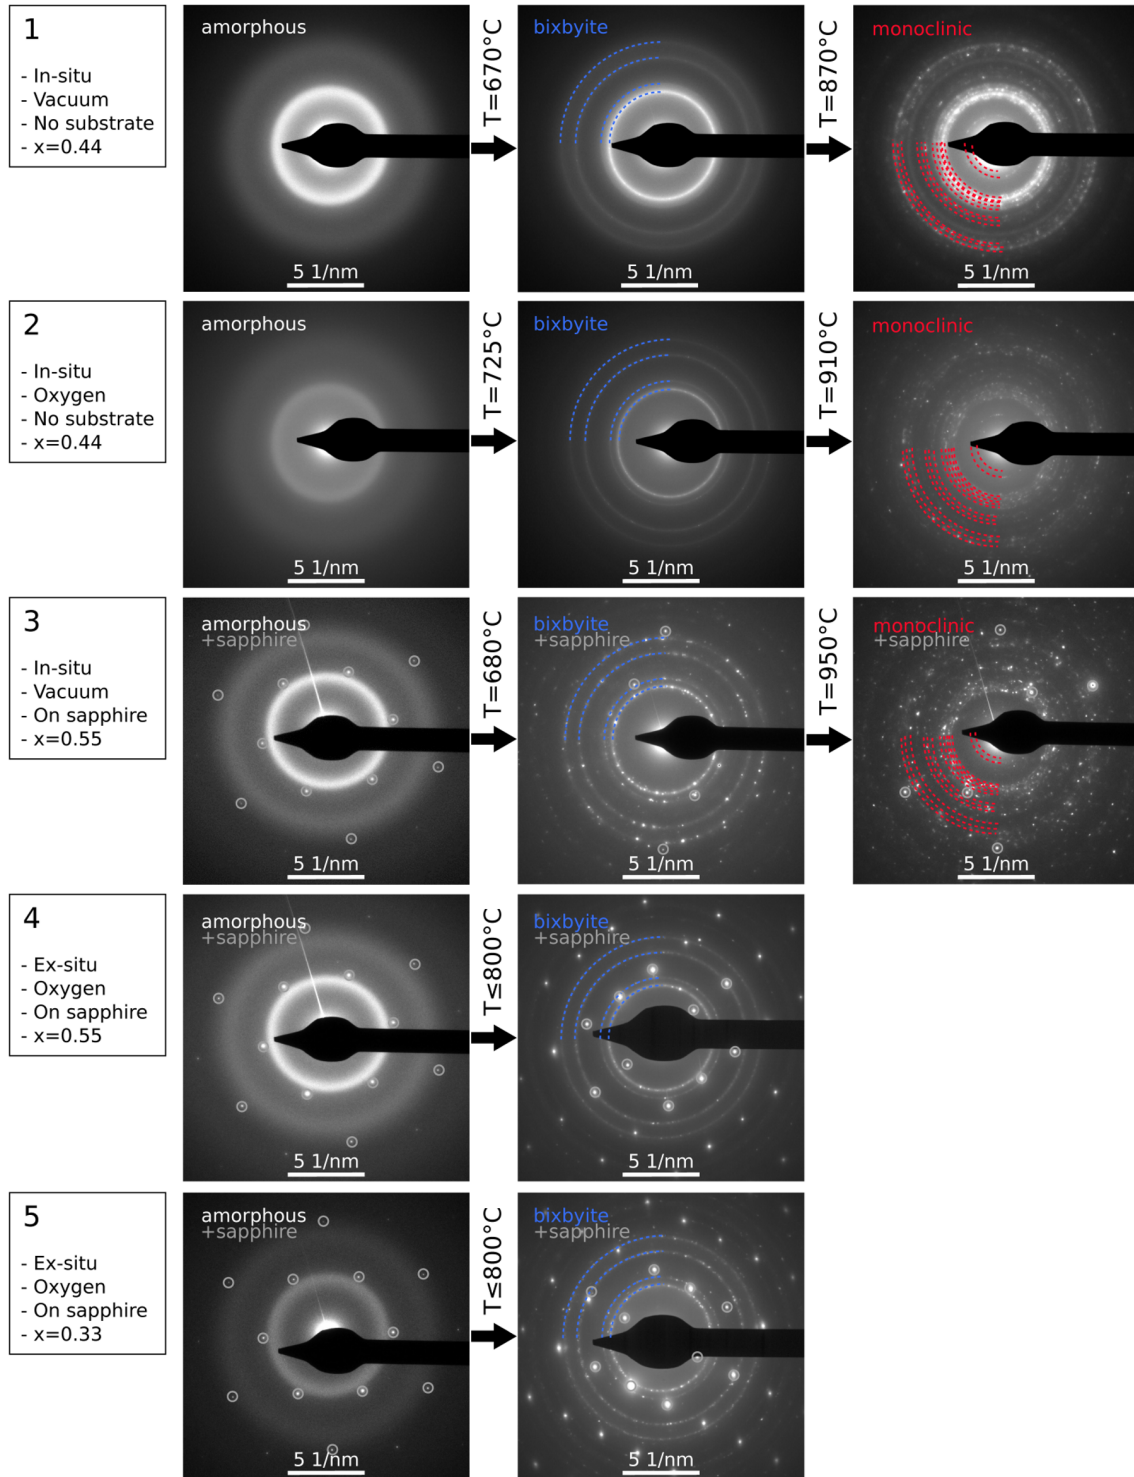 1
- In-situ
- Vacuum
- No substrate
- x=0.44
amorphous
5 1/nm
T=670°C
bixbyite
5 1/nm
T=870°C
monoclinic
5 1/nm
2
- In-situ
- Oxygen
- No substrate
- x=0.44
amorphous
5 1/nm
T=725°C
bixbyite
5 1/nm
T=910°C
monoclinic
5 1/nm
3
- In-situ
- Vacuum
- On sapphire
- x=0.55
amorphous
+sapphire
5 1/nm
T=680°C
bixbyite
+sapphire
5 1/nm
T=950°C
monoclinic
+sapphire
5 1/nm
4
- Ex-situ
- Oxygen
- On sapphire
- x=0.55
amorphous
+sapphire
5 1/nm
T≤800°C
bixbyite
+sapphire
5 1/nm
5
- Ex-situ
- Oxygen
- On sapphire
- x=0.33
amorphous
+sapphire
5 1/nm
T≤800°C
bixbyite
+sapphire
5 1/nm